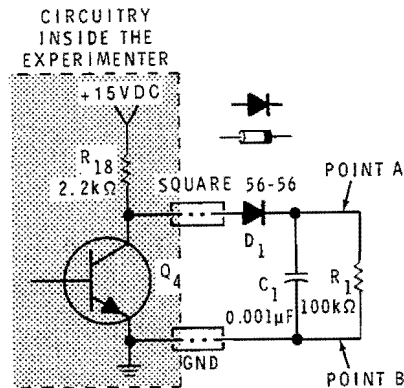 CIRCUITRY
INSIDE THE
EXPERIMENTER
+15VDC
R18
2.2kΩ
SQUARE 56-56
POINT A
D1
Q4
C1
0.001µF
R1
100kΩ
GND
POINT B